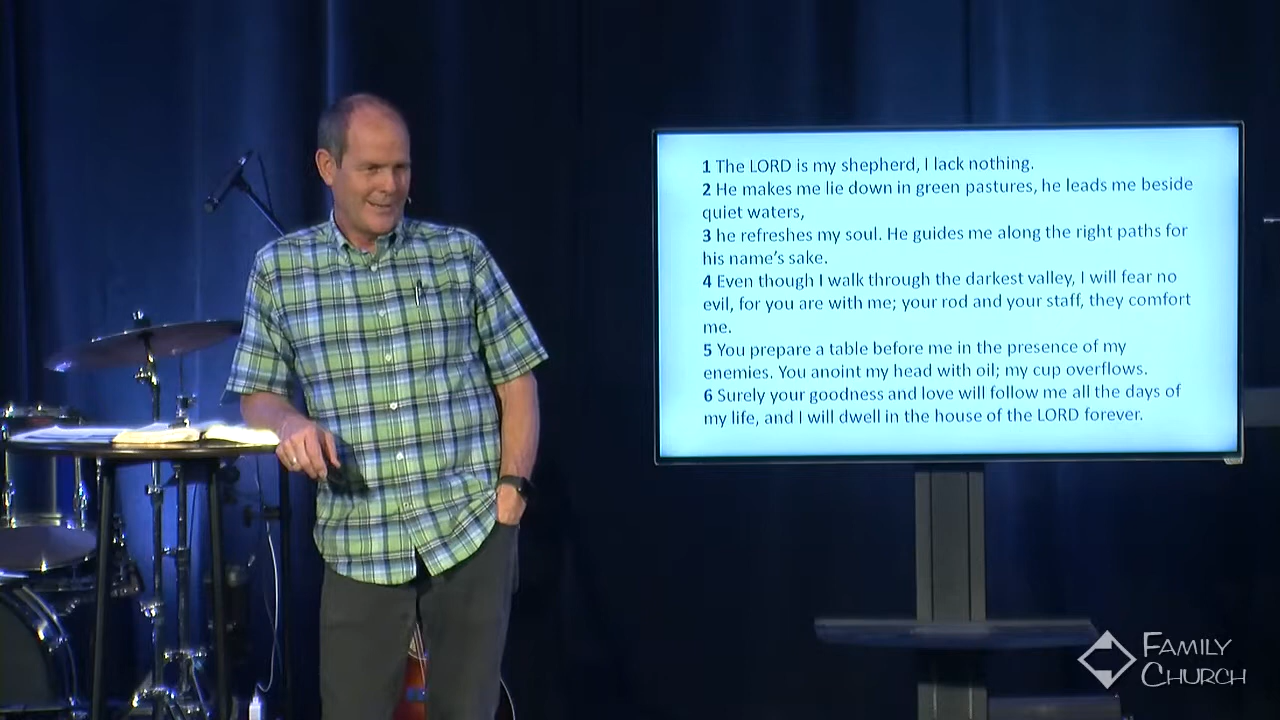 1 The LORD is my shepherd, I lack nothing.
2 He makes me lie down in green pastures, he leads me beside
quiet waters,
3 he refreshes my soul. He guides me along the right paths for
his name’s sake.
4 Even though I walk through the darkest valley, I will fear no
evil, for you are with me; your rod and your staff, they comfort
me.
5 You prepare a table before me in the presence of my
enemies. You anoint my head with oil; my cup overflows.
6 Surely your goodness and love will follow me all the days of
my life, and I will dwell in the house of the LORD forever.
FAMILY
CHURCH